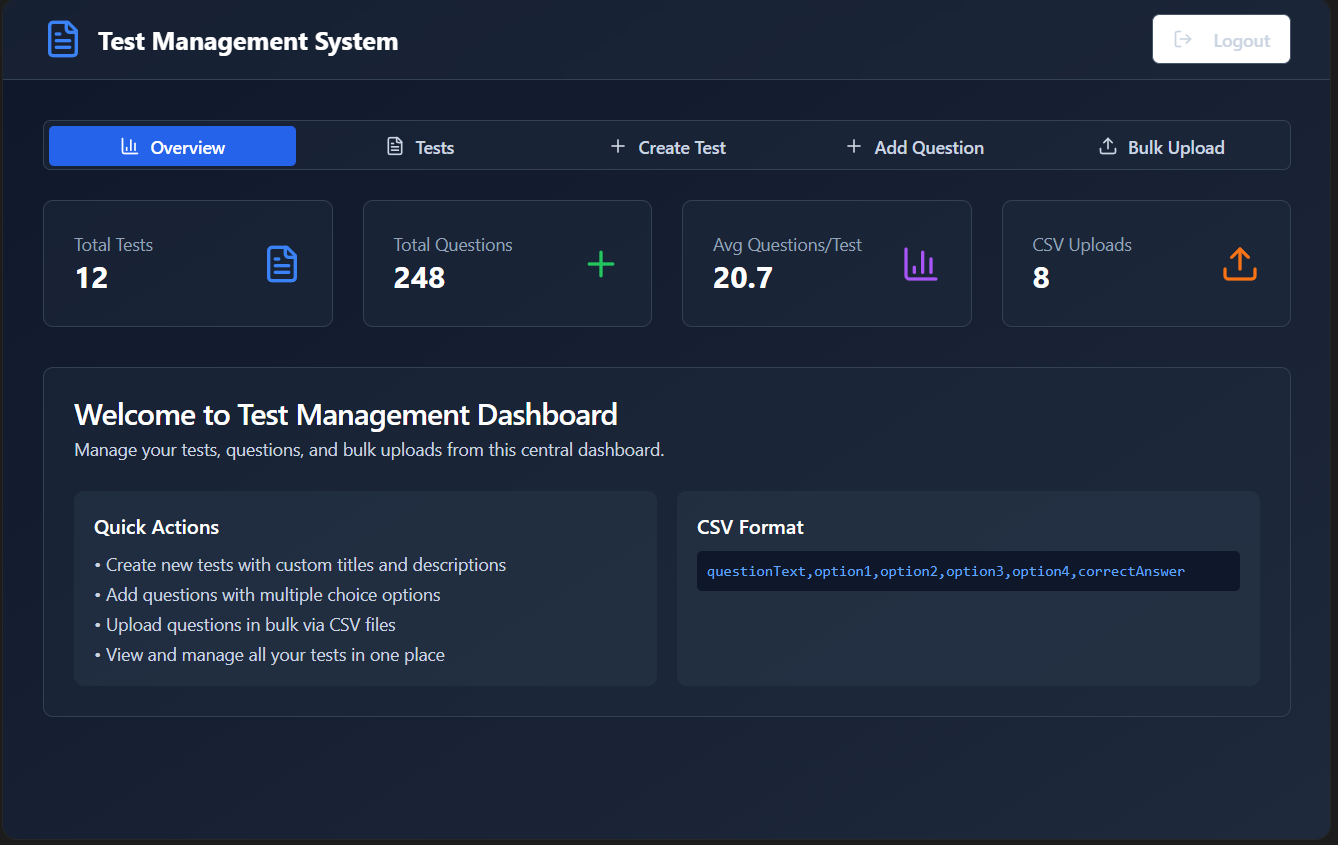 Test Management System
Logout
Overview
Tests
Create Test
Add Question
Bulk Upload
Total Tests
12
Total Questions
248
Avg Questions/Test
20.7
CSV Uploads
8
Welcome to Test Management Dashboard
Manage your tests, questions, and bulk uploads from this central dashboard.
Quick Actions
• Create new tests with custom titles and descriptions
• Add questions with multiple choice options
• Upload questions in bulk via CSV files
• View and manage all your tests in one place
CSV Format
questionText,option1,option2,option3,option4,correctAnswer